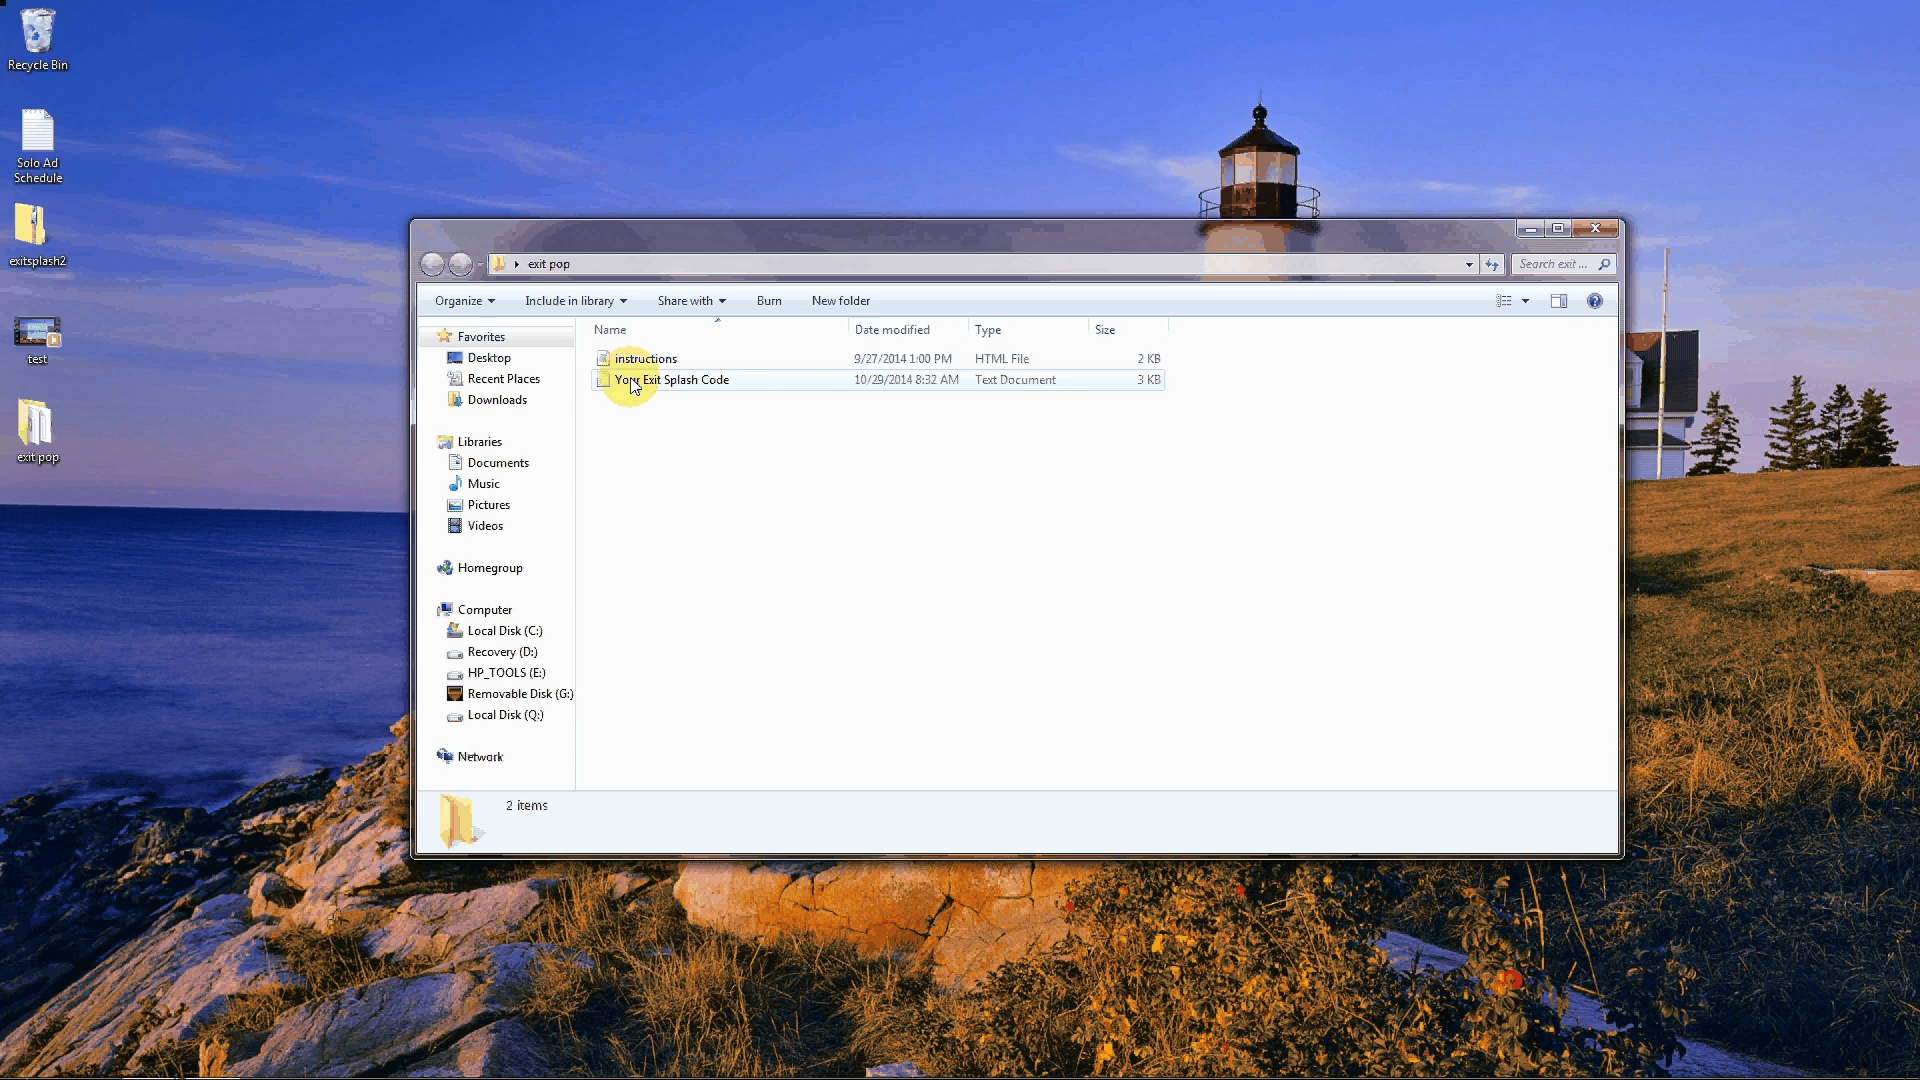 Recycle Bin
Solo Ad
Schedule
exitsplash2
test
exit pop
exit pop
Search exit ...
Organize
Include in library
Share with
Burn
New folder
Name
Date modified
Type
Size
instructions
9/27/2014 1:00 PM
HTML File
2 KB
Your Exit Splash Code
10/29/2014 8:32 AM
Text Document
3 KB
Favorites
Desktop
Recent Places
Downloads
Libraries
Documents
Music
Pictures
Videos
Homegroup
Computer
Local Disk (C:)
Recovery (D:)
HP_TOOLS (E:)
Removable Disk (G:)
Local Disk (Q:)
Network
2 items